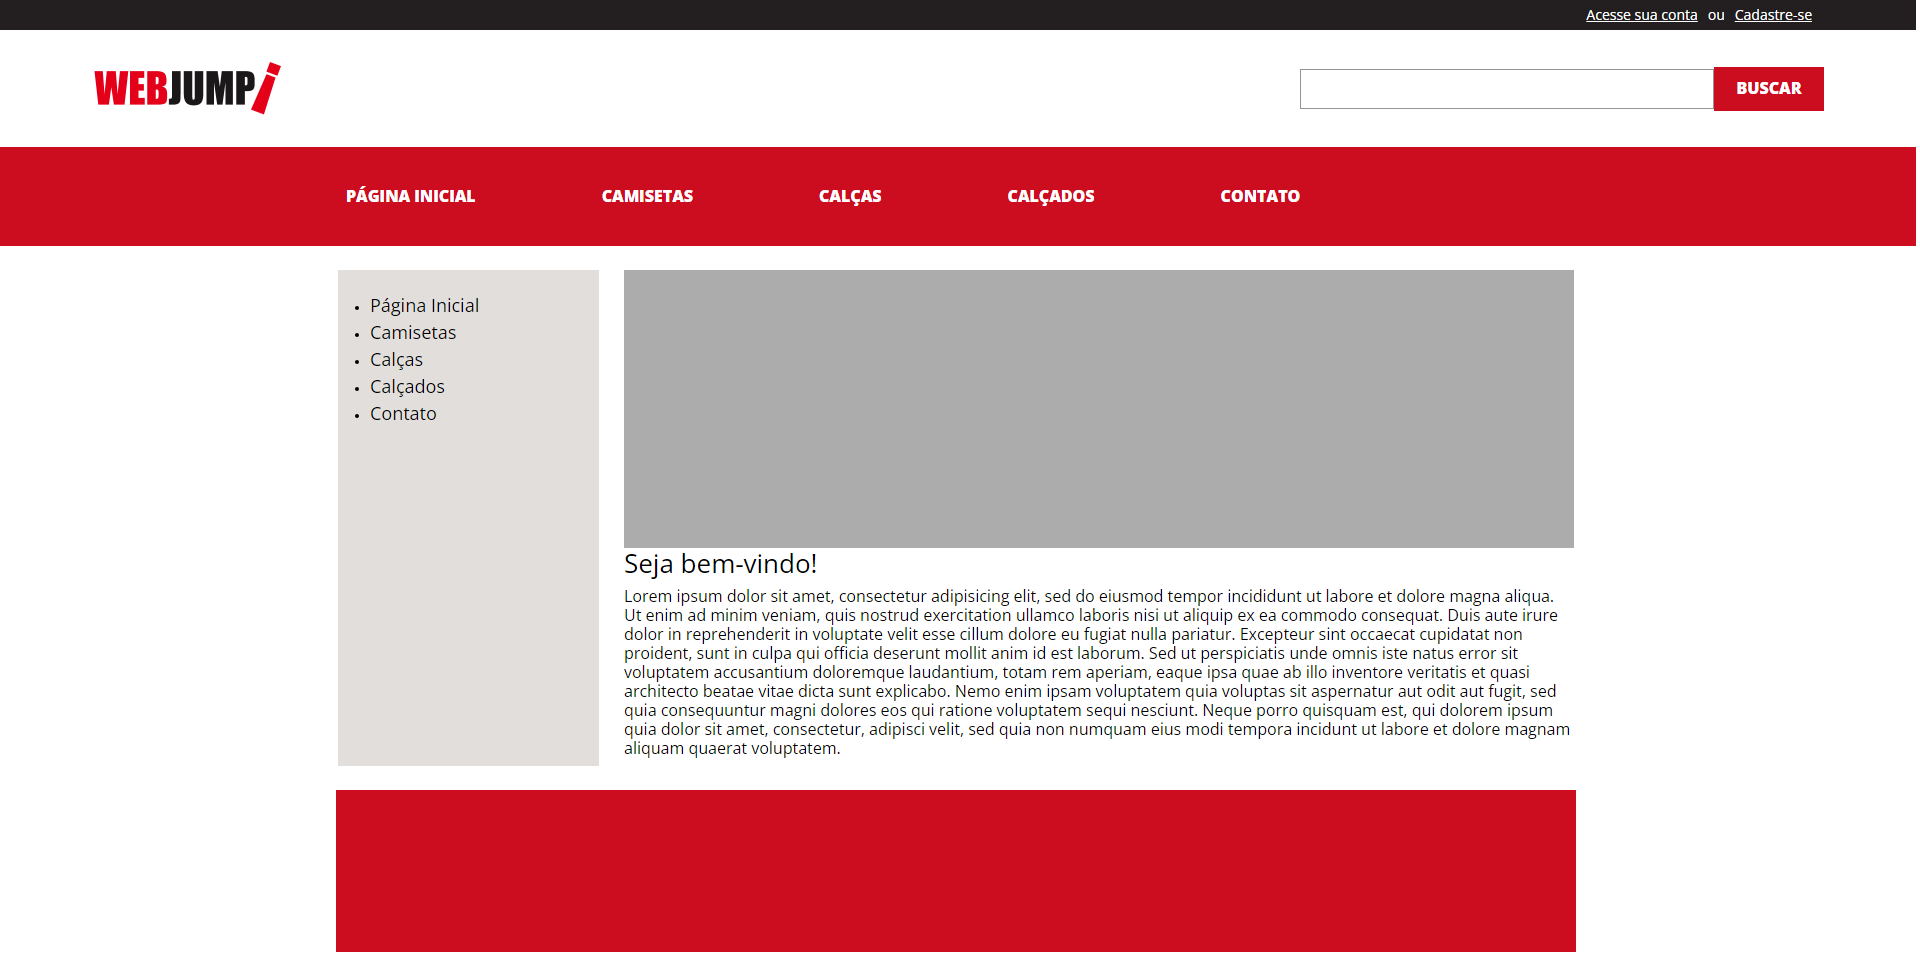 Acesse sua conta ou Cadastre-se
WEBJUMP!
BUSCAR
PÁGINA INICIAL CAMISETAS CALÇAS CALÇADOS CONTATO
• Página Inicial
• Camisetas
• Calças
• Calçados
• Contato
Seja bem-vindo!
Lorem ipsum dolor sit amet, consectetur adipisicing elit, sed do eiusmod tempor incididunt ut labore et dolore magna aliqua.
Ut enim ad minim veniam, quis nostrud exercitation ullamco laboris nisi ut aliquip ex ea commodo consequat. Duis aute irure
dolor in reprehenderit in voluptate velit esse cillum dolore eu fugiat nulla pariatur. Excepteur sint occaecat cupidatat non
proident, sunt in culpa qui officia deserunt mollit anim id est laborum. Sed ut perspiciatis unde omnis iste natus error sit
voluptatem accusantium doloremque laudantium, totam rem aperiam, eaque ipsa quae ab illo inventore veritatis et quasi
architecto beatae vitae dicta sunt explicabo. Nemo enim ipsam voluptatem quia voluptas sit aspernatur aut odit aut fugit, sed
quia consequuntur magni dolores eos qui ratione voluptatem sequi nesciunt. Neque porro quisquam est, qui dolorem ipsum
quia dolor sit amet, consectetur, adipisci velit, sed quia non numquam eius modi tempora incidunt ut labore et dolore magnam
aliquam quaerat voluptatem.